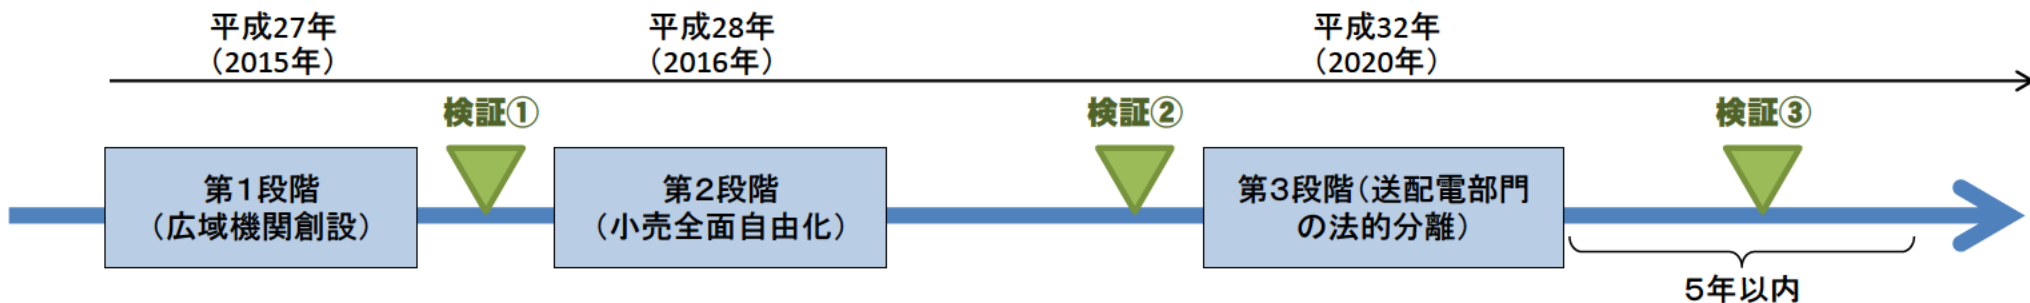 平成27年
（2015年）
平成28年
（2016年）
平成32年
（2020年）
検証①
検証②
検証③
第１段階
（広域機関創設）
第２段階
（小売全面自由化）
第３段階（送配電部門
の法的分離）
５年以内